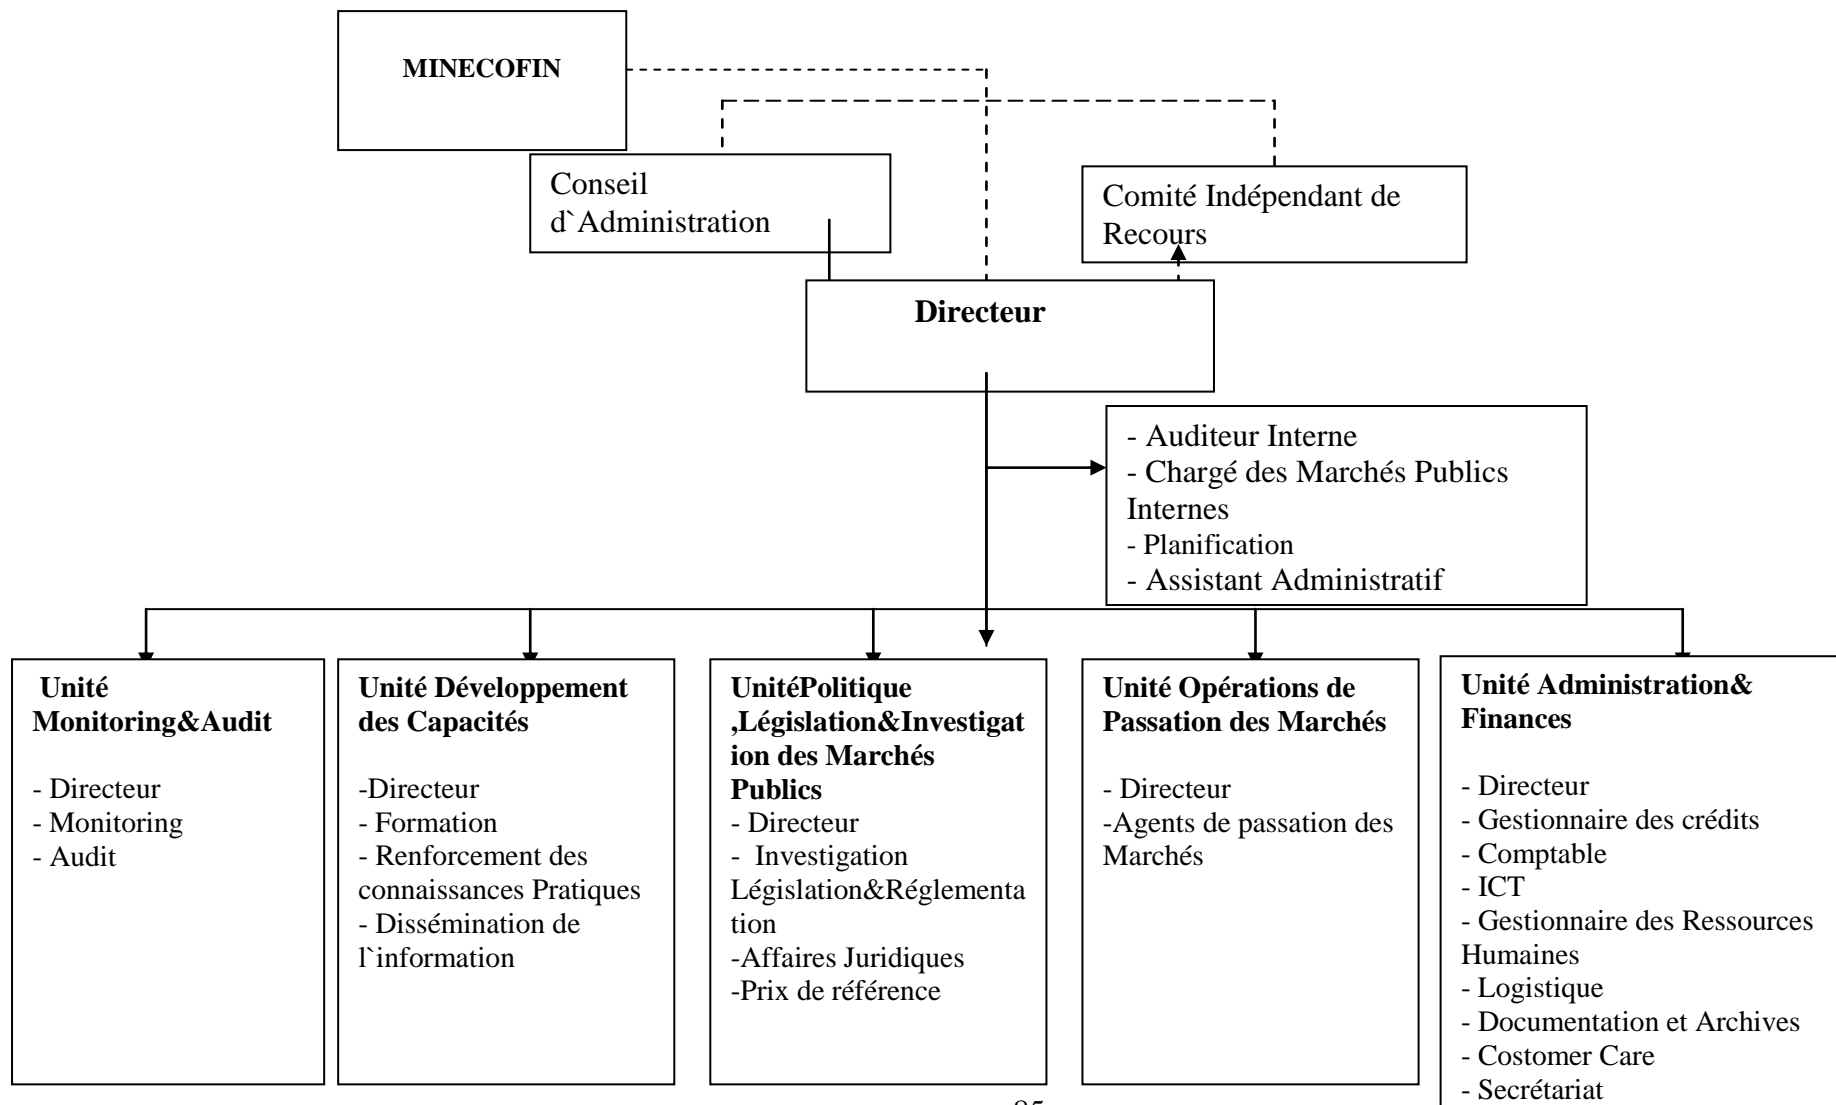 MINECOFIN
Conseil
d`Administration
Comité Indépendant de
Recours
Directeur
- Auditeur Interne
- Chargé des Marchés Publics
Internes
- Planification
- Assistant Administratif
Unité
Monitoring&Audit
- Directeur
- Monitoring
- Audit
Unité Développement
des Capacités
-Directeur
- Formation
- Renforcement des
connaissances Pratiques
- Dissémination de
l`information
UnitéPolitique
,Législation&Investigat
ion des Marchés
Publics
- Directeur
- Investigation
Législation&Réglementa
tion
-Affaires Juridiques
-Prix de référence
Unité Opérations de
Passation des Marchés
- Directeur
-Agents de passation des
Marchés
Unité Administration&
Finances
- Directeur
- Gestionnaire des crédits
- Comptable
- ICT
- Gestionnaire des Ressources
Humaines
- Logistique
- Documentation et Archives
- Costomer Care
- Secrétariat